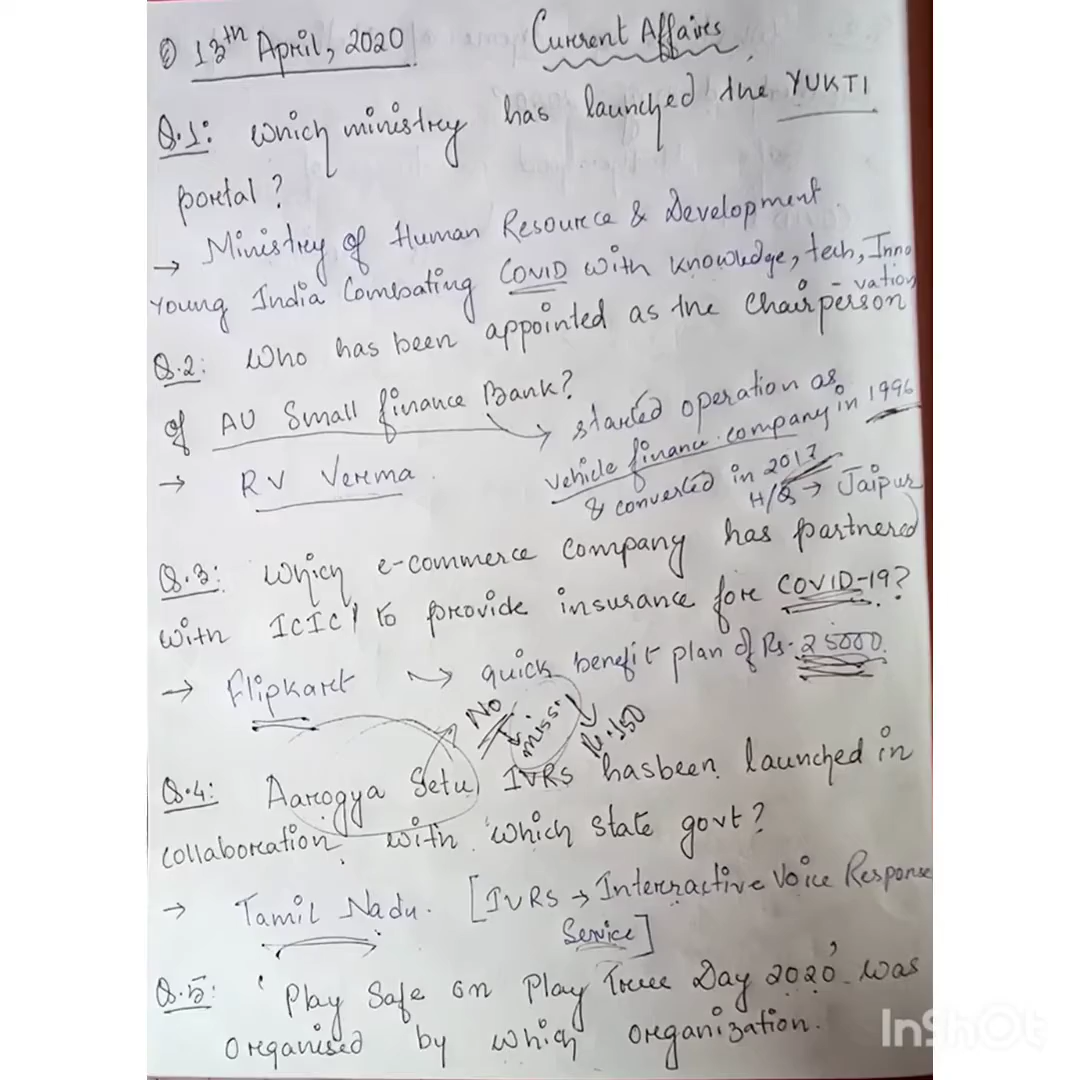 13th April, 2020 Current Affairs
Q.1: Which ministry has launched the YUKTI
portal?
→ Ministry of Human Resource & Development.
Young India Combating COVID with knowledge, tech, Inno
- vation
Q.2: Who has been appointed as the Chairperson
of AU Small finance Bank?
→ started operation as
vehicle finance company in 1996
& converted in 2017
→ RV Verma
H/Q → Jaipur
Q.3: Which e-commerce company has partnered
with ICICI to provide insurance for COVID-19?
→ Flipkart → quick benefit plan of Rs. 25000.
No
miss.
150
Q.4: Aarogya Setu IVRS has been launched in
collaboration with which state govt?
→ Tamil Nadu. [IVRS → Interactive Voice Response
Service]
Q.5: 'Play Safe on Play True Day 2020' was
organised by which organization.
InShOt